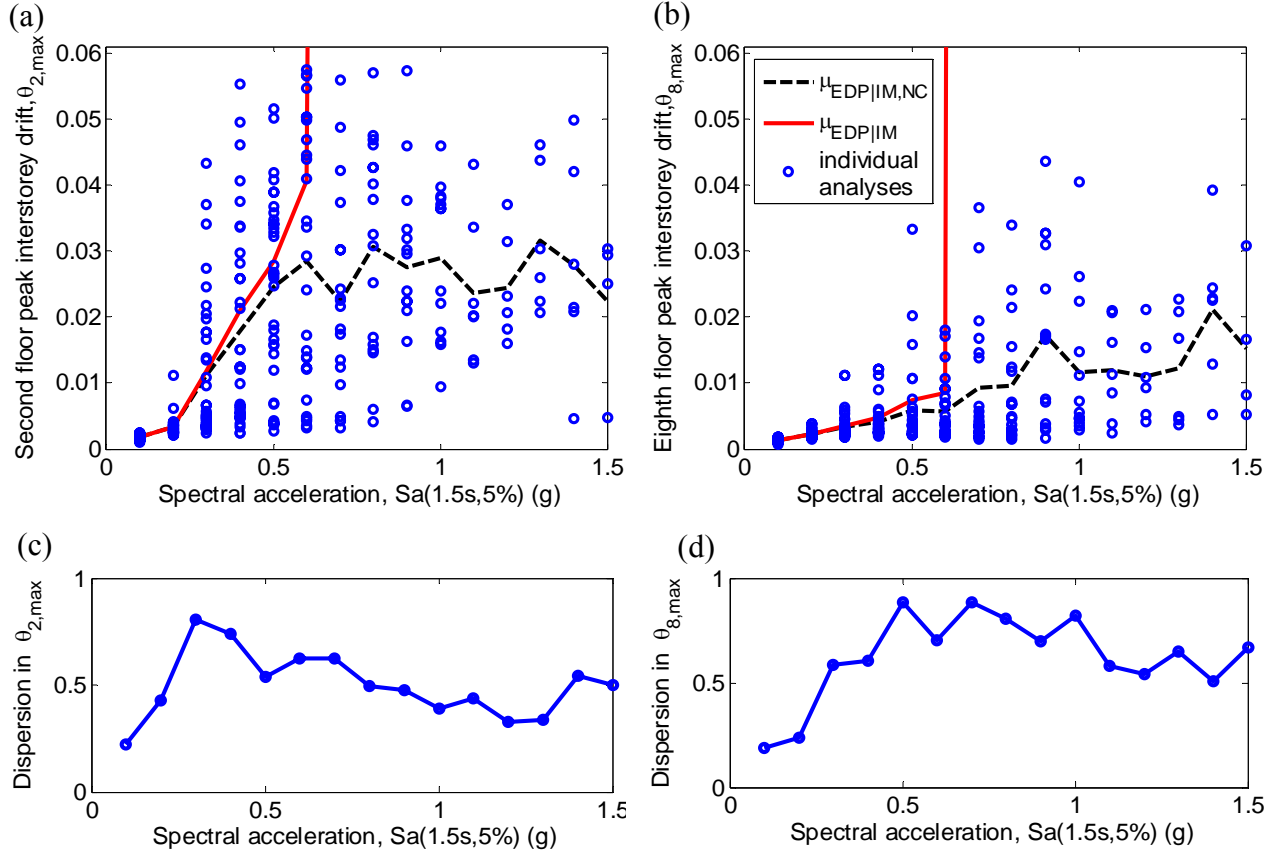 (a)
Second floor peak interstorey drift,θ2,max
0.06
0.05
0.04
0.03
0.02
0.01
0
0
0.5
1
1.5
Spectral acceleration, Sa(1.5s,5%) (g)
(b)
Eighth floor peak interstorey drift,θ8,max
0.06
0.05
0.04
0.03
0.02
0.01
0
μEDP|IM,NC
μEDP|IM
individual
analyses
0
0.5
1
1.5
Spectral acceleration, Sa(1.5s,5%) (g)
(c)
Dispersion in θ2,max
1
0.5
0
0
0.5
1
1.5
Spectral acceleration, Sa(1.5s,5%) (g)
(d)
Dispersion in θ8,max
1
0.5
0
0
0.5
1
1.5
Spectral acceleration, Sa(1.5s,5%) (g)